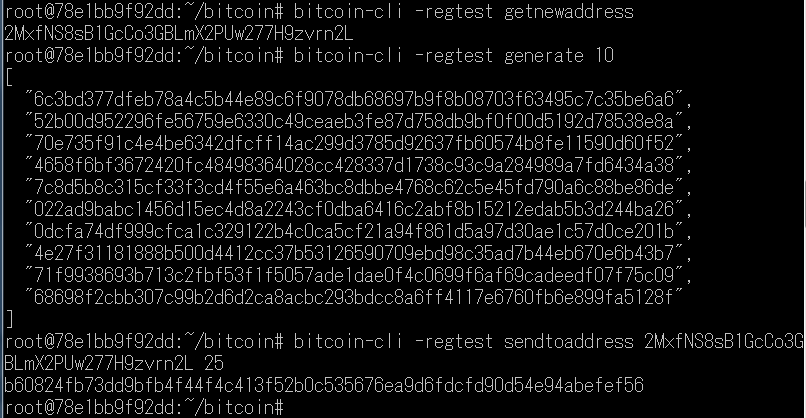 root@78e1bb9f92dd:~/bitcoin# bitcoin-cli -regtest getnewaddress
2MxfNS8sB1GcCo3GBLmX2PUw277H9zvrn2L
root@78e1bb9f92dd:~/bitcoin# bitcoin-cli -regtest generate 10
[
  "6c3bd377dfeb78a4c5b44e89c6f9078db68697b9f8b08703f63495c7c35be6a6",
  "52b00d952296fe56759e6330c49ceaeb3fe87d758db9bf0f00d5192d78538e8a",
  "70e735f91c4e4be6342dfcff14ac299d3785d92637fb60574b8fe11590d60f52",
  "4658f6bf3672420fc48498364028cc428337d1738c93c9a284989a7fd6434a38",
  "7c8d5b8c315cf33f3cd4f55e6a463bc8dbbe4768c62c5e45fd790a6c88be86de",
  "022ad9babc1456d15ec4d8a2243cf0dba6416c2abf8b15212edab5b3d244ba26",
  "0dcfa74df999cfca1c329122b4c0ca5cf21a94f861d5a97d30ae1c57d0ce201b",
  "4e27f31181888b500d4412cc37b53126590709ebd98c35ad7b44eb670e6b43b7",
  "71f9938693b713c2fbf53f1f5057ade1dae0f4c0699f6af69cadeedf07f75c09",
  "68698f2cbb307c99b2d6d2ca8acbc293bdcc8a6ff4117e6760fb6e899fa5128f"
]
root@78e1bb9f92dd:~/bitcoin# bitcoin-cli -regtest sendtoaddress 2MxfNS8sB1GcCo3G
BLmX2PUw277H9zvrn2L 25
b60824fb73dd9bfb4f44f4c413f52b0c535676ea9d6fdcfd90d54e94abefef56
root@78e1bb9f92dd:~/bitcoin#